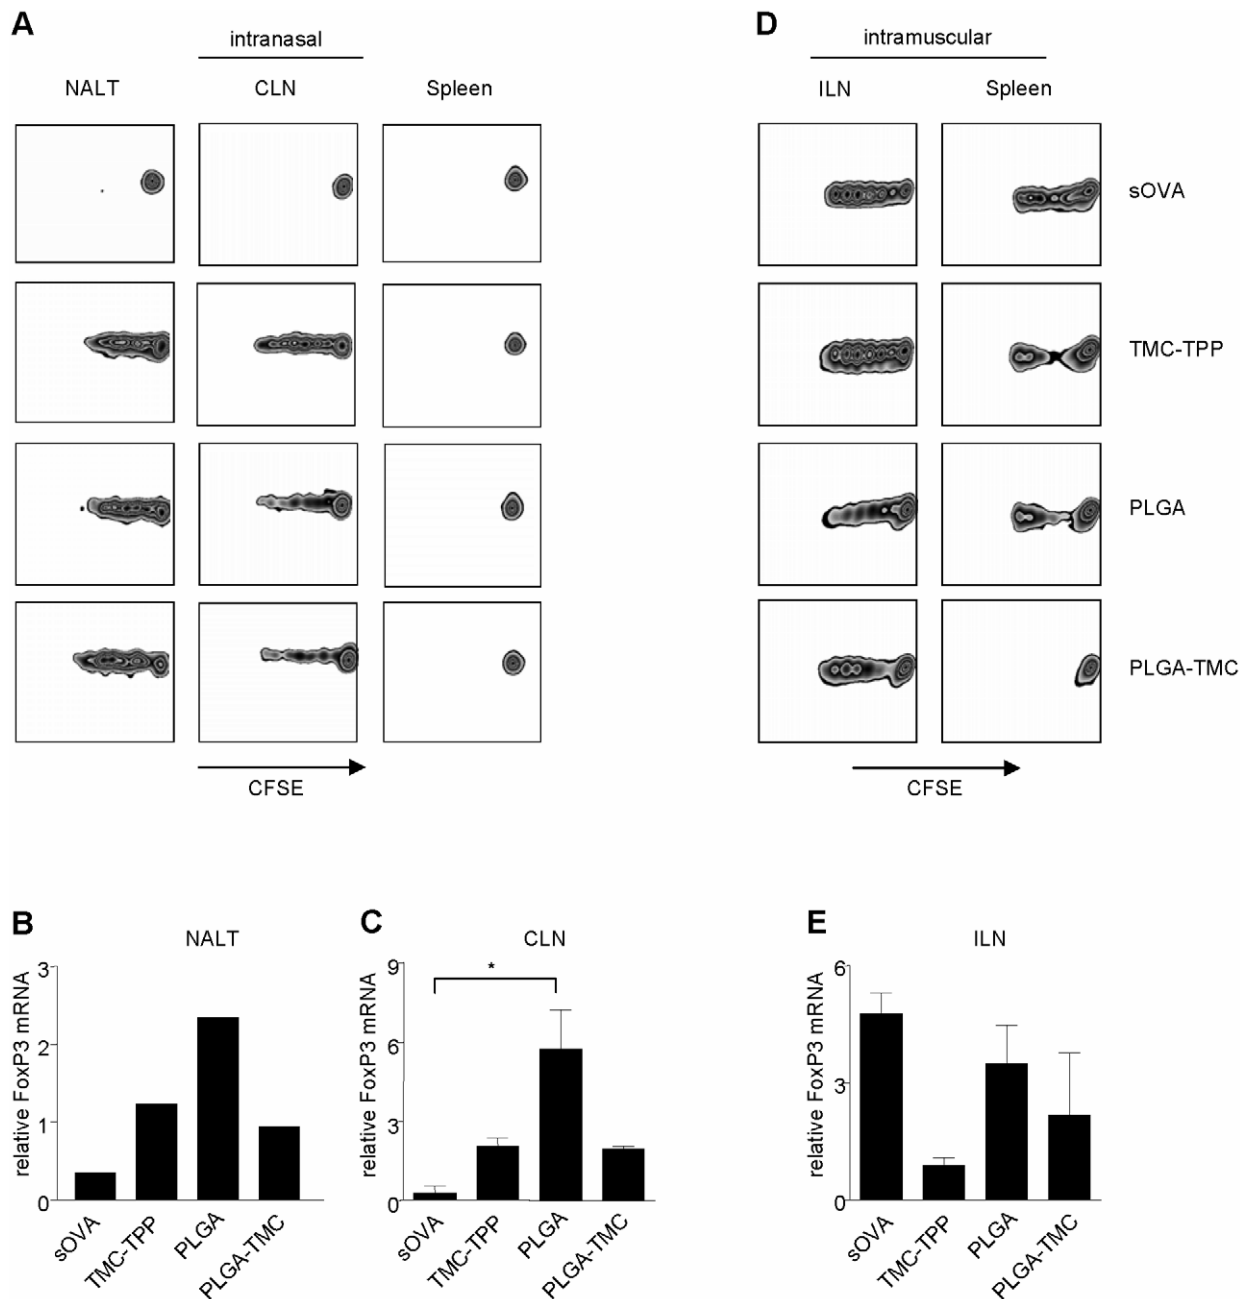 A
intranasal
NALT
CLN
Spleen
CFSE
D
intramuscular
ILN
Spleen
sOVA
TMC-TPP
PLGA
PLGA-TMC
CFSE
B
NALT
relative FoxP3 mRNA
3
2
1
0
sOVA
TMC-TPP
PLGA
PLGA-TMC
C
CLN
relative FoxP3 mRNA
9
6
3
0
*
sOVA
TMC-TPP
PLGA
PLGA-TMC
E
ILN
relative FoxP3 mRNA
6
3
0
sOVA
TMC-TPP
PLGA
PLGA-TMC